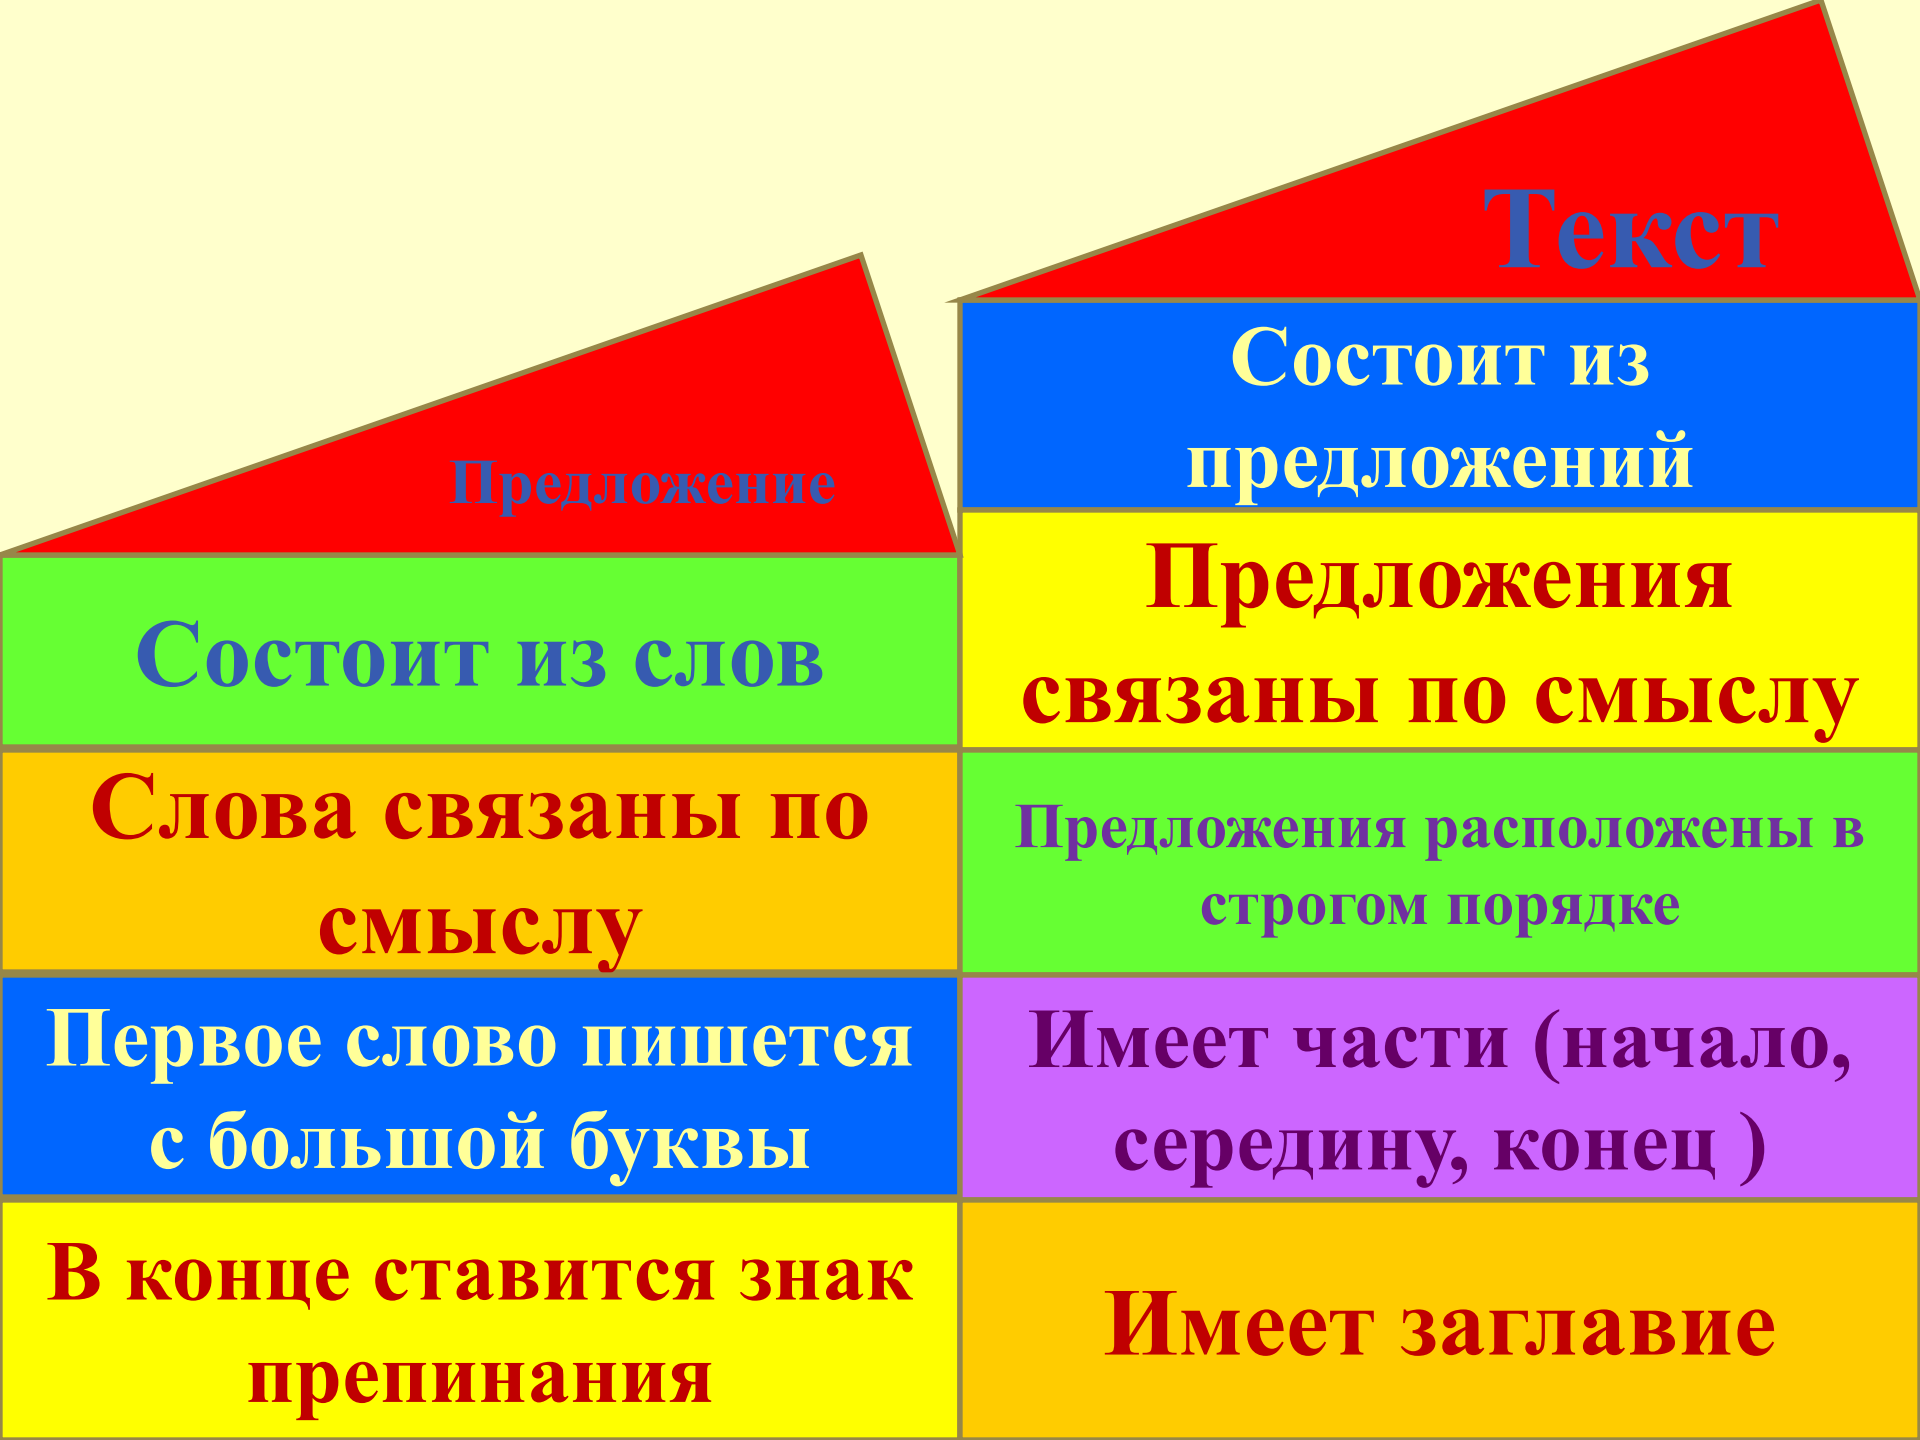 Предложение
Состоит из слов
Слова связаны по
смыслу
Первое слово пишется
с большой буквы
В конце ставится знак
препинания
Текст
Состоит из
предложений
Предложения
связаны по смыслу
Предложения расположены в
строгом порядке
Имеет части (начало,
середину, конец )
Имеет заглавие